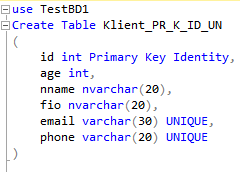 use TestBD1
Create Table Klient_PR_K_ID_UN
(
id int Primary Key Identity,
age int,
nname nvarchar(20),
fio nvarchar(20),
email varchar(30) UNIQUE,
phone varchar(20) UNIQUE
)